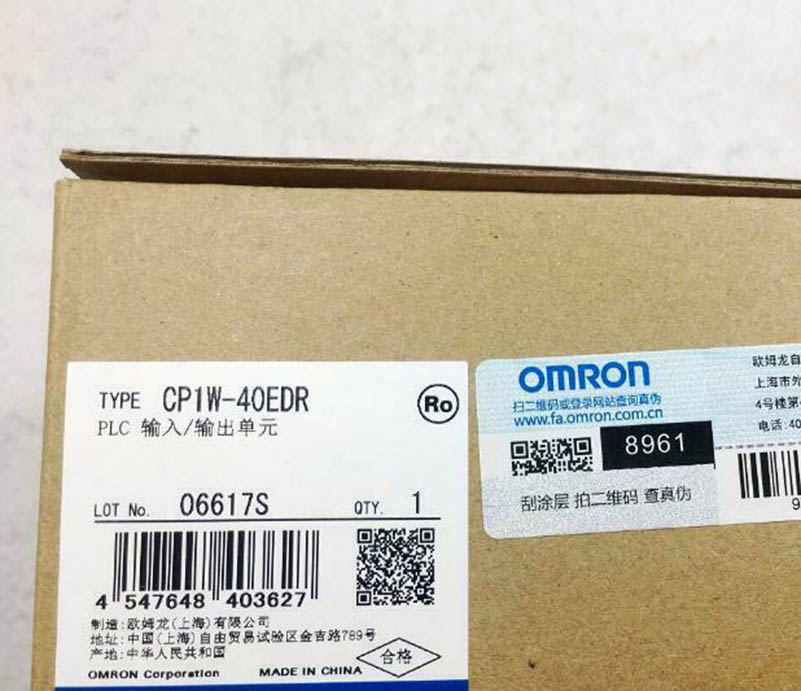 TYPE CP1W-40EDR
Ro
PLC 输入/输出单元
LOT No. 06617S QTY. 1
4 547648 403627
制造:欧姆龙(上海)有限公司
地址:中国(上海)自由贸易试验区金吉路789号
产地:中华人民共和国
合格
OMRON Corporation MADE IN CHINA
OMRON
扫二维码或登录网站查询真伪
www.fa.omron.com.cn
8961
刮涂层 拍二维码 查真伪
欧姆龙自
上海市外
4号楼第
电话:40
9